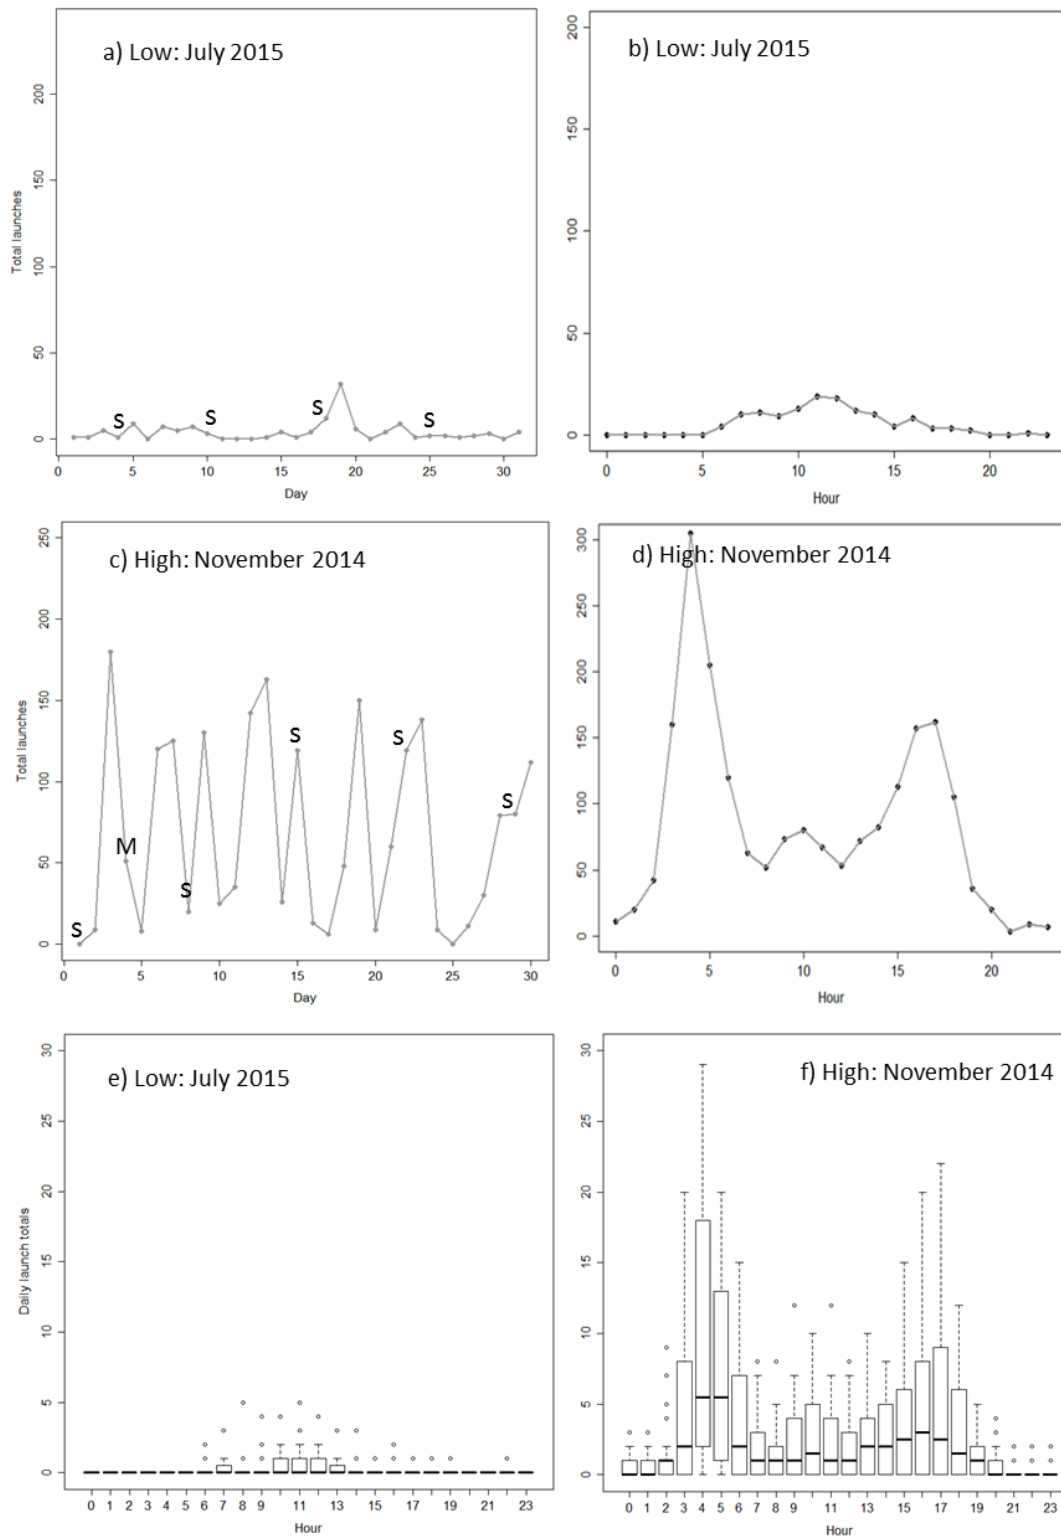 a) Low: July 2015
Total launches
0 50 100 150 200
S S S S
0 5 10 15 20 25 30
Day
b) Low: July 2015
0 50 100 150 200
0 5 10 15 20
Hour
c) High: November 2014
Total launches
0 50 100 150 200 250
S M S S S S
0 5 10 15 20 25 30
Day
d) High: November 2014
0 50 100 150 200 250 300
0 5 10 15 20
Hour
e) Low: July 2015
Daily launch totals
0 5 10 15 20 25 30
0 1 2 3 4 5 6 7 8 9 11 13 15 17 19 21 23
Hour
f) High: November 2014
0 5 10 15 20 25 30
0 1 2 3 4 5 6 7 8 9 11 13 15 17 19 21 23
Hour